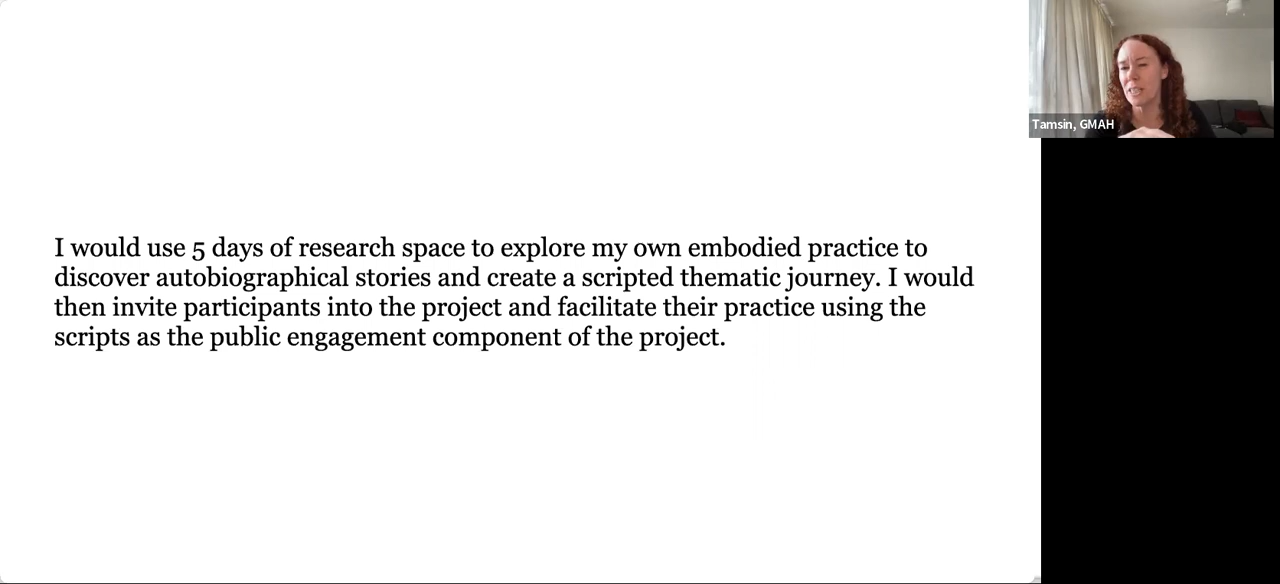 I would use 5 days of research space to explore my own embodied practice to
discover autobiographical stories and create a scripted thematic journey. I would
then invite participants into the project and facilitate their practice using the
scripts as the public engagement component of the project.
Tamsin, GMAH